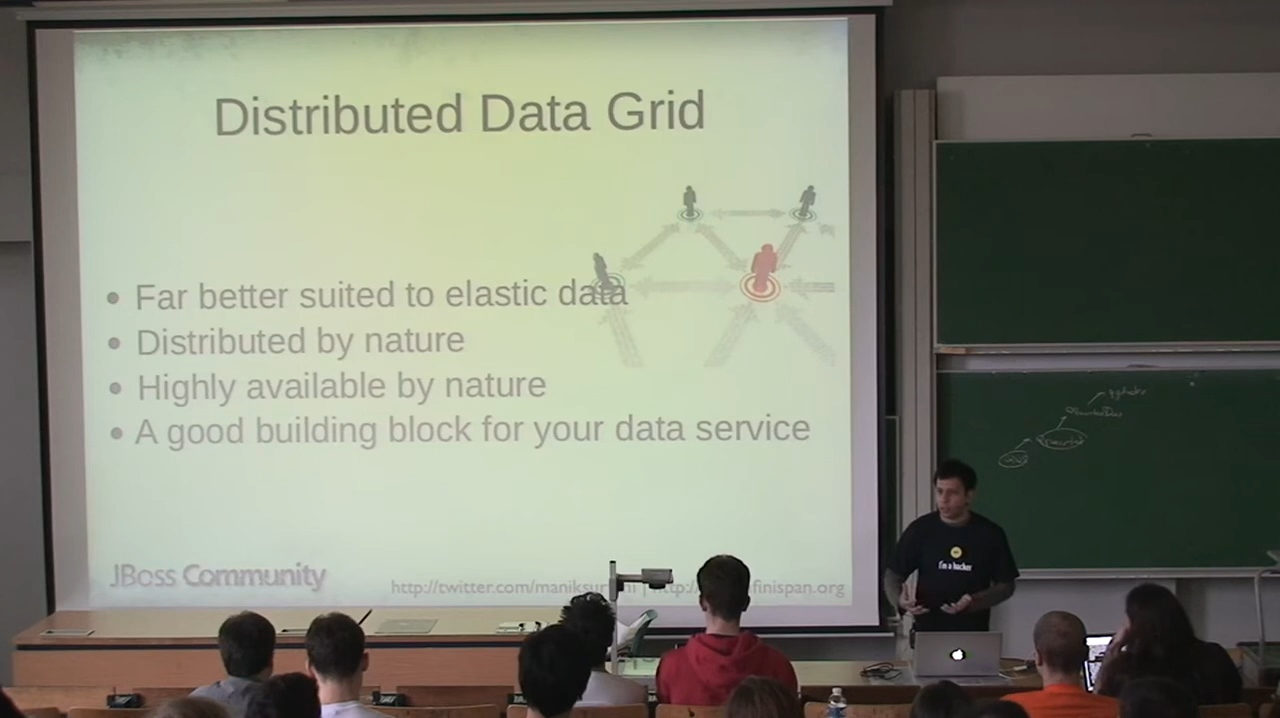 Distributed Data Grid
Far better suited to elastic data
Distributed by nature
Highly available by nature
A good building block for your data service
JBoss Community
I'm a hacker